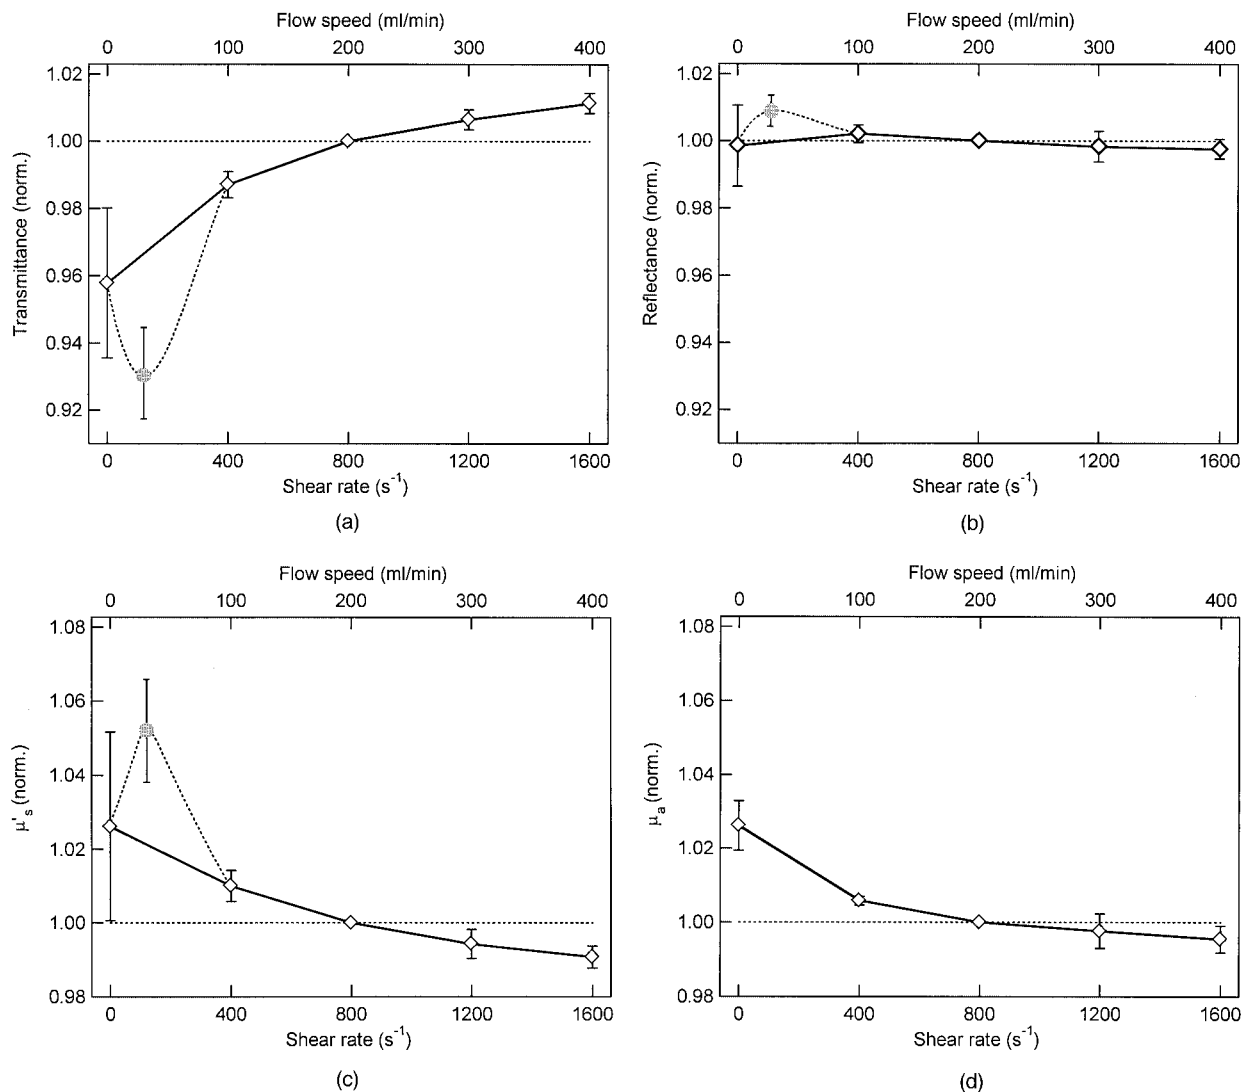 Flow speed (ml/min)
0 100 200 300 400
1.02
1.00
0.98
0.96
0.94
0.92
Transmittance (norm.)
0 400 800 1200 1600
Shear rate (s⁻¹)
(a)
Flow speed (ml/min)
0 100 200 300 400
1.02
1.00
0.98
0.96
0.94
0.92
Reflectance (norm.)
0 400 800 1200 1600
Shear rate (s⁻¹)
(b)
Flow speed (ml/min)
0 100 200 300 400
1.08
1.06
1.04
1.02
1.00
0.98
μ's (norm.)
0 400 800 1200 1600
Shear rate (s⁻¹)
(c)
Flow speed (ml/min)
0 100 200 300 400
1.08
1.06
1.04
1.02
1.00
0.98
μa (norm.)
0 400 800 1200 1600
Shear rate (s⁻¹)
(d)